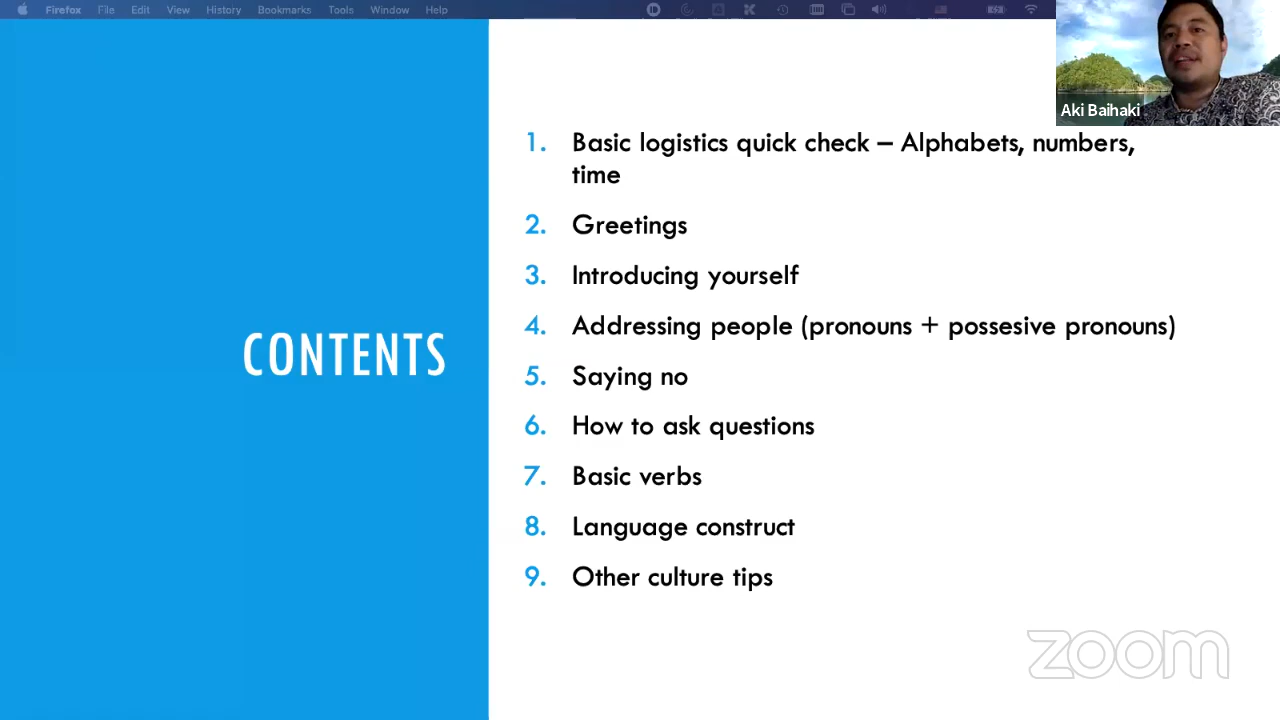 Firefox File Edit View History Bookmarks Tools Window Help
Aki Baihaki
CONTENTS
1. Basic logistics quick check – Alphabets, numbers,
time
2. Greetings
3. Introducing yourself
4. Addressing people (pronouns + possesive pronouns)
5. Saying no
6. How to ask questions
7. Basic verbs
8. Language construct
9. Other culture tips
zoom